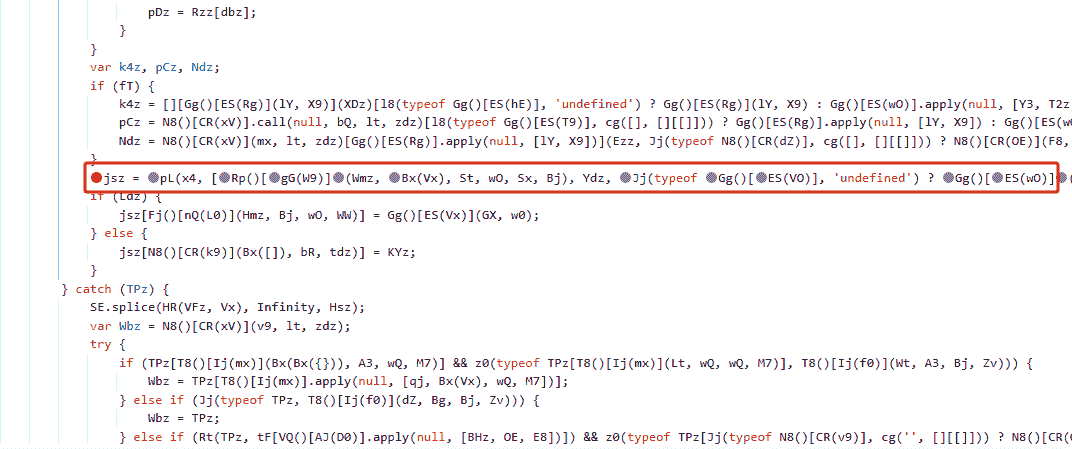 pDz = Rzz[dbz];
}
}
var k4z, pCz, Ndz;
if (fT) {
k4z = [][Gg()[ES(Rg)](lY, X9)](XDz)[l8(typeof Gg()[ES(hE)], 'undefined') ? Gg()[ES(Rg)](lY, X9) : Gg()[ES(wO)].apply(null, [Y3, T2z
pCz = N8()[CR(xV)].call(null, bQ, lt, zdz)[l8(typeof Gg()[ES(T9)], cg([], [][[]])) ? Gg()[ES(Rg)].apply(null, [lY, X9]) : Gg()[ES(wO
Ndz = N8()[CR(xV)](mx, lt, zdz)[Gg()[ES(Rg)].apply(null, [lY, X9])](Ezz, Jj(typeof N8()[CR(dZ)], cg([], [][[]])) ? N8()[CR(OE)](F8,
}
jsz = pL(x4, [Rp()[gG(W9)](Wmz, Bx(Vx), St, wO, Sx, Bj), Ydz, Jj(typeof Gg()[ES(VO)], 'undefined') ? Gg()[ES(wO)](
if (Ldz) {
jsz[Fj()[nQ(L0)](Hmz, Bj, wO, WW)] = Gg()[ES(Vx)](GX, w0);
} else {
jsz[N8()[CR(k9)](Bx([]), bR, tdz)] = KYz;
}
} catch (TPz) {
SE.splice(HR(VFz, Vx), Infinity, Hsz);
var Wbz = N8()[CR(xV)](v9, lt, zdz);
try {
if (TPz[T8()[Ij(mx)](Bx(Bx({})), A3, wQ, M7)] && z0(typeof TPz[T8()[Ij(mx)](Lt, wQ, wQ, M7)], T8()[Ij(f0)](Wt, A3, Bj, Zv))) {
Wbz = TPz[T8()[Ij(mx)].apply(null, [qj, Bx(Vx), wQ, M7])];
} else if (Jj(typeof TPz, T8()[Ij(f0)](dZ, Bg, Bj, Zv))) {
Wbz = TPz;
} else if (Rt(TPz, tF[VQ()[AJ(D0)].apply(null, [BHz, OE, E8])]) && z0(typeof TPz[Jj(typeof N8()[CR(v9)], cg('', [][[]])) ? N8()[CR(